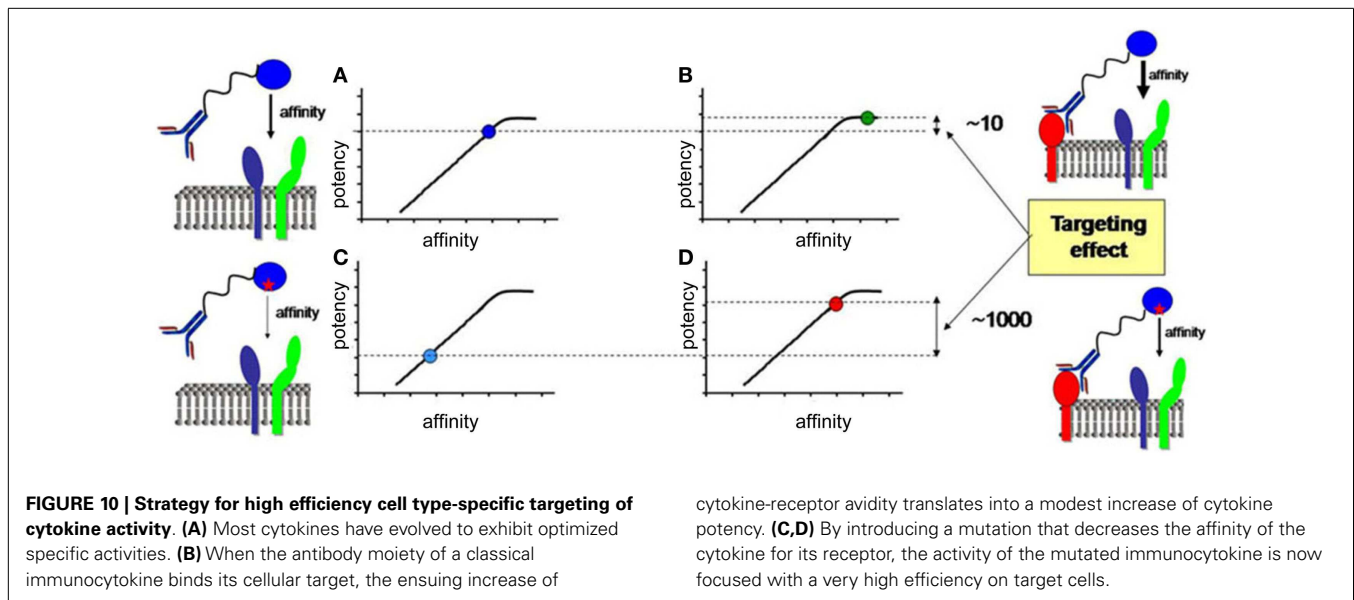 A
B
affinity
potency
affinity
~10
affinity
potency
affinity
Targeting
effect
C
D
affinity
potency
affinity
~1000
affinity
potency
affinity
FIGURE 10 | Strategy for high efficiency cell type-specific targeting of
cytokine activity. (A) Most cytokines have evolved to exhibit optimized
specific activities. (B) When the antibody moiety of a classical
immunocytokine binds its cellular target, the ensuing increase of
cytokine-receptor avidity translates into a modest increase of cytokine
potency. (C,D) By introducing a mutation that decreases the affinity of the
cytokine for its receptor, the activity of the mutated immunocytokine is now
focused with a very high efficiency on target cells.